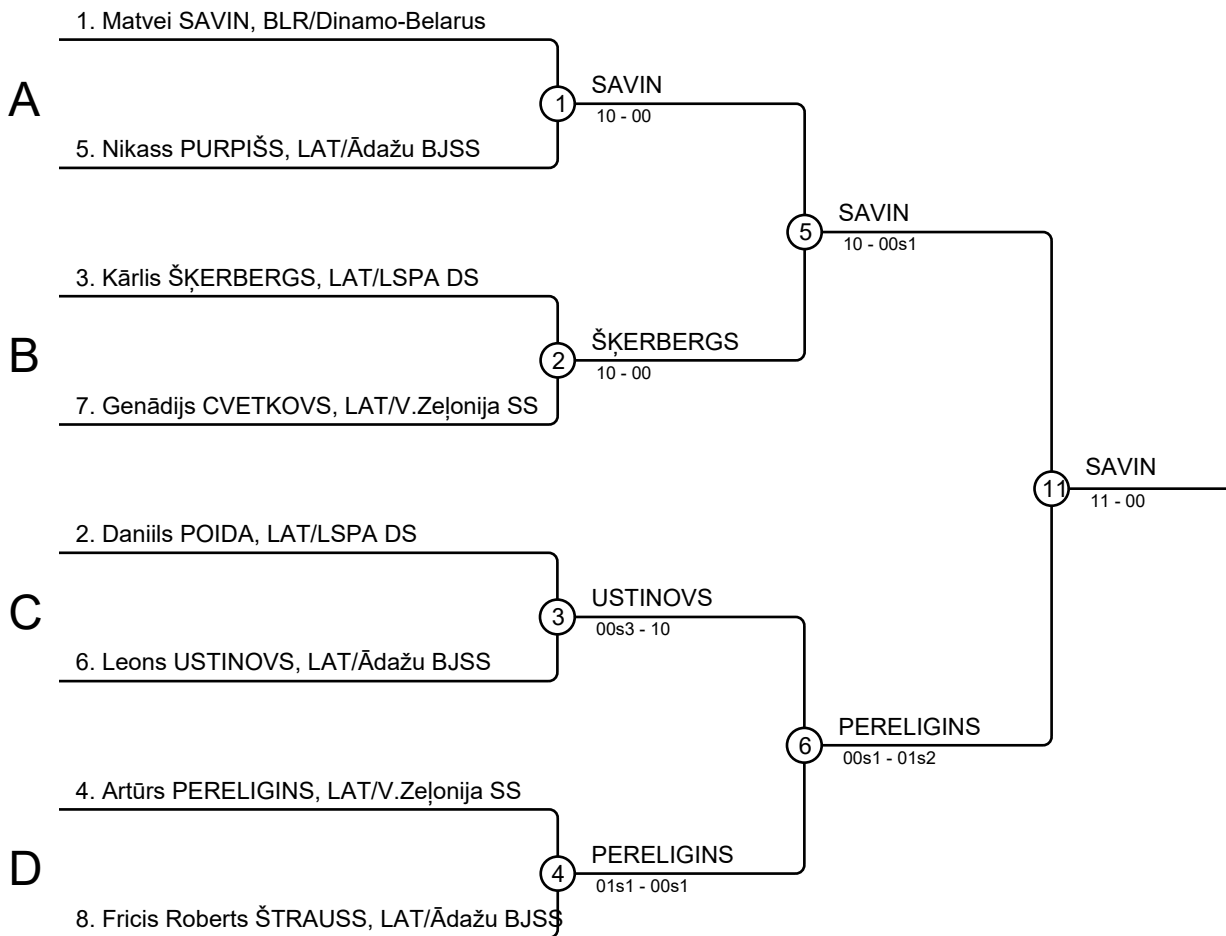 1. Matvei SAVIN, BLR/Dinamo-Belarus
A
1
SAVIN
10 - 00
5. Nikass PURPIŠS, LAT/Ādažu BJSS
5
SAVIN
10 - 00s1
3. Kārlis ŠĶERBERGS, LAT/LSPA DS
B
2
ŠĶERBERGS
10 - 00
7. Genādijs CVETKOVS, LAT/V.Zeļonija SS
11
SAVIN
11 - 00
2. Daniils POIDA, LAT/LSPA DS
C
3
USTINOVS
00s3 - 10
6. Leons USTINOVS, LAT/Ādažu BJSS
6
PERELIGINS
00s1 - 01s2
4. Artūrs PERELIGINS, LAT/V.Zeļonija SS
D
4
PERELIGINS
01s1 - 00s1
8. Fricis Roberts ŠTRAUSS, LAT/Ādažu BJSS